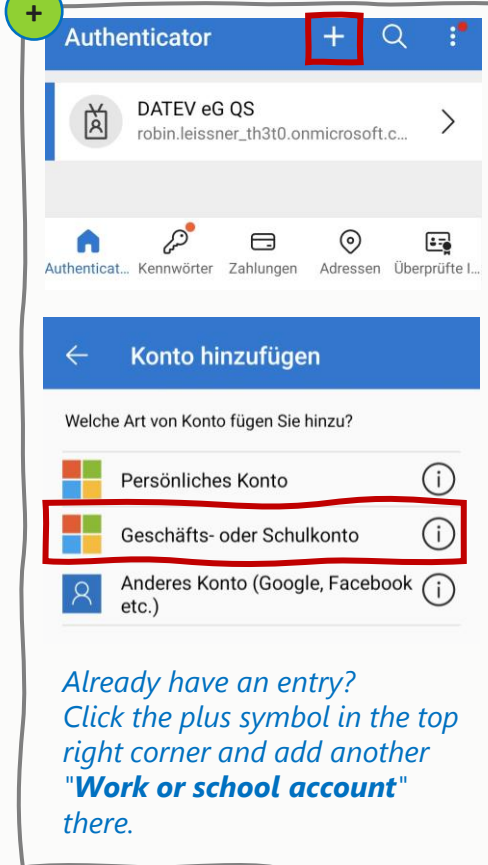 +
Authenticator
DATEV eG QS
robin.leissner_th3t0.onmicrosoft.c...
Authenticat... Kennwörter Zahlungen Adressen Überprüfte I...
Konto hinzufügen
Welche Art von Konto fügen Sie hinzu?
Persönliches Konto
Geschäfts- oder Schulkonto
Anderes Konto (Google, Facebook
etc.)
Already have an entry?
Click the plus symbol in the top
right corner and add another
"Work or school account"
there.